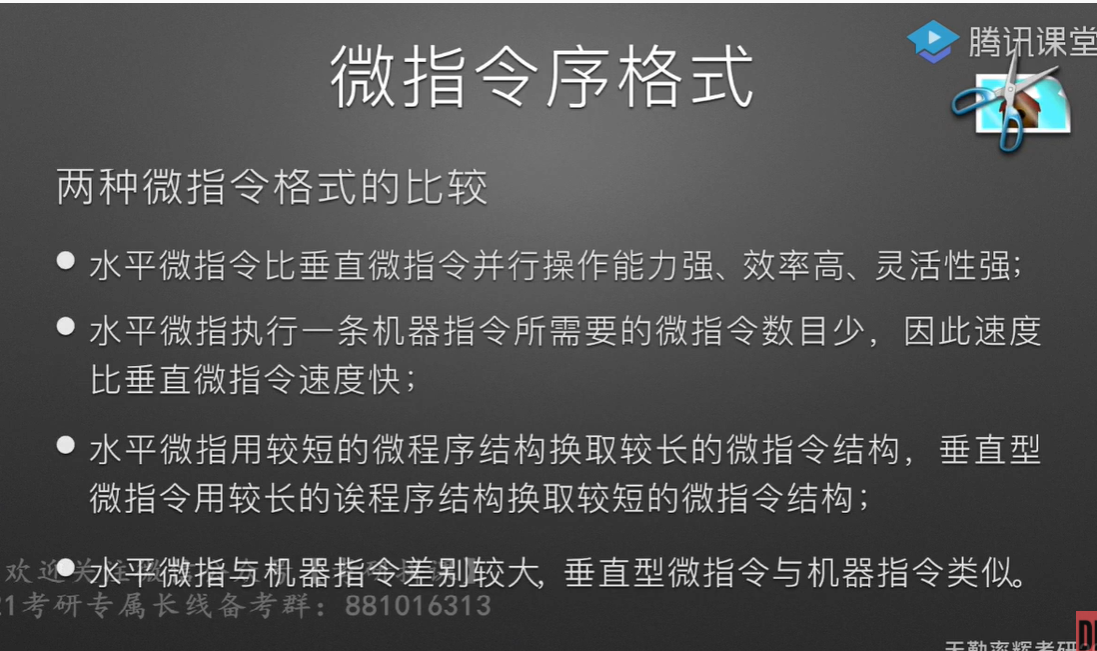 腾讯课堂
微指令序格式
两种微指令格式的比较
水平微指令比垂直微指令并行操作能力强、效率高、灵活性强;
水平微指执行一条机器指令所需要的微指令数目少，因此速度
比垂直微指令速度快；
水平微指用较短的微程序结构换取较长的微指令结构，垂直型
微指令用较长的诶程序结构换取较短的微指令结构；
水平微指与机器指令差别较大，垂直型微指令与机器指令类似。
欢迎关注
21考研专属长线备考群：881016313
天勤率辉考研